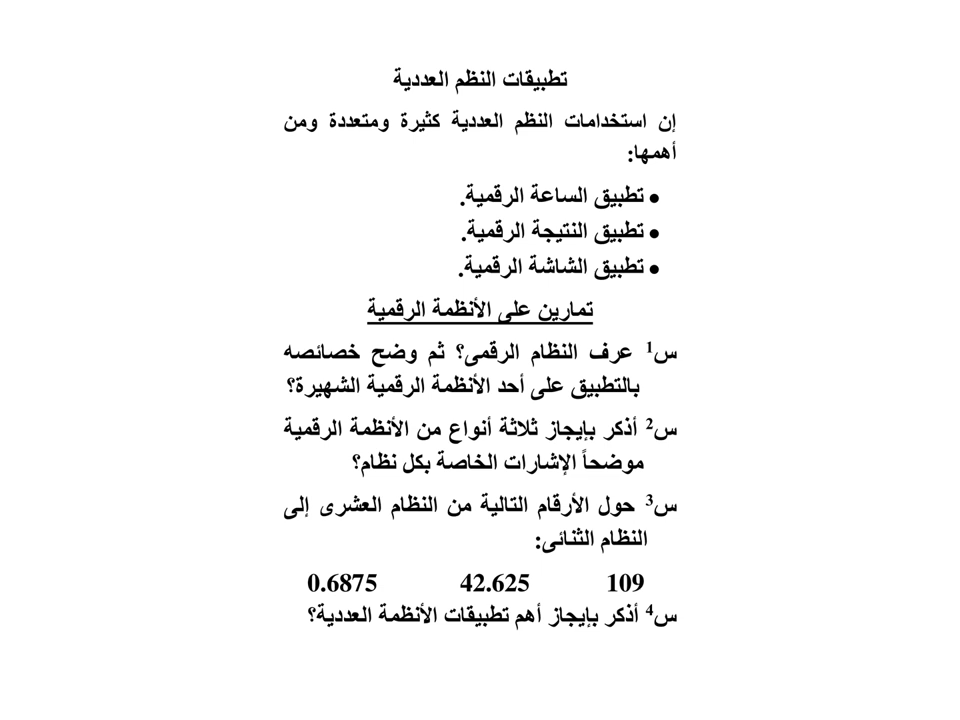 تطبيقات النظم العددية
إن استخدامات النظم العددية كثيرة ومتعددة ومن
أهمها:
• تطبيق الساعة الرقمية.
• تطبيق النتيجة الرقمية.
• تطبيق الشاشة الرقمية.
تمارين على الأنظمة الرقمية
س1 عرف النظام الرقمى؟ ثم وضح خصائصه
بالتطبيق على أحد الأنظمة الرقمية الشهيرة؟
س2 أذكر بإيجاز ثلاثة أنواع من الأنظمة الرقمية
موضحاً الإشارات الخاصة بكل نظام؟
س3 حول الأرقام التالية من النظام العشرى إلى
النظام الثنائى:
109 42.625 0.6875
س4 أذكر بإيجاز أهم تطبيقات الأنظمة العددية؟